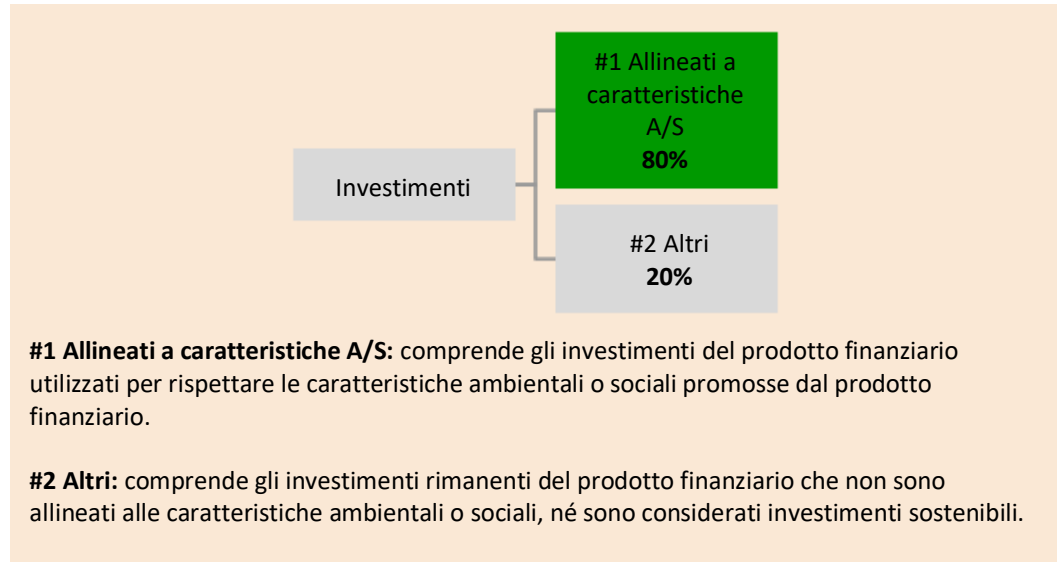 #1 Allineati a
caratteristiche
A/S
80%
Investimenti
#2 Altri
20%
#1 Allineati a caratteristiche A/S: comprende gli investimenti del prodotto finanziario
utilizzati per rispettare le caratteristiche ambientali o sociali promosse dal prodotto
finanziario.
#2 Altri: comprende gli investimenti rimanenti del prodotto finanziario che non sono
allineati alle caratteristiche ambientali o sociali, né sono considerati investimenti sostenibili.